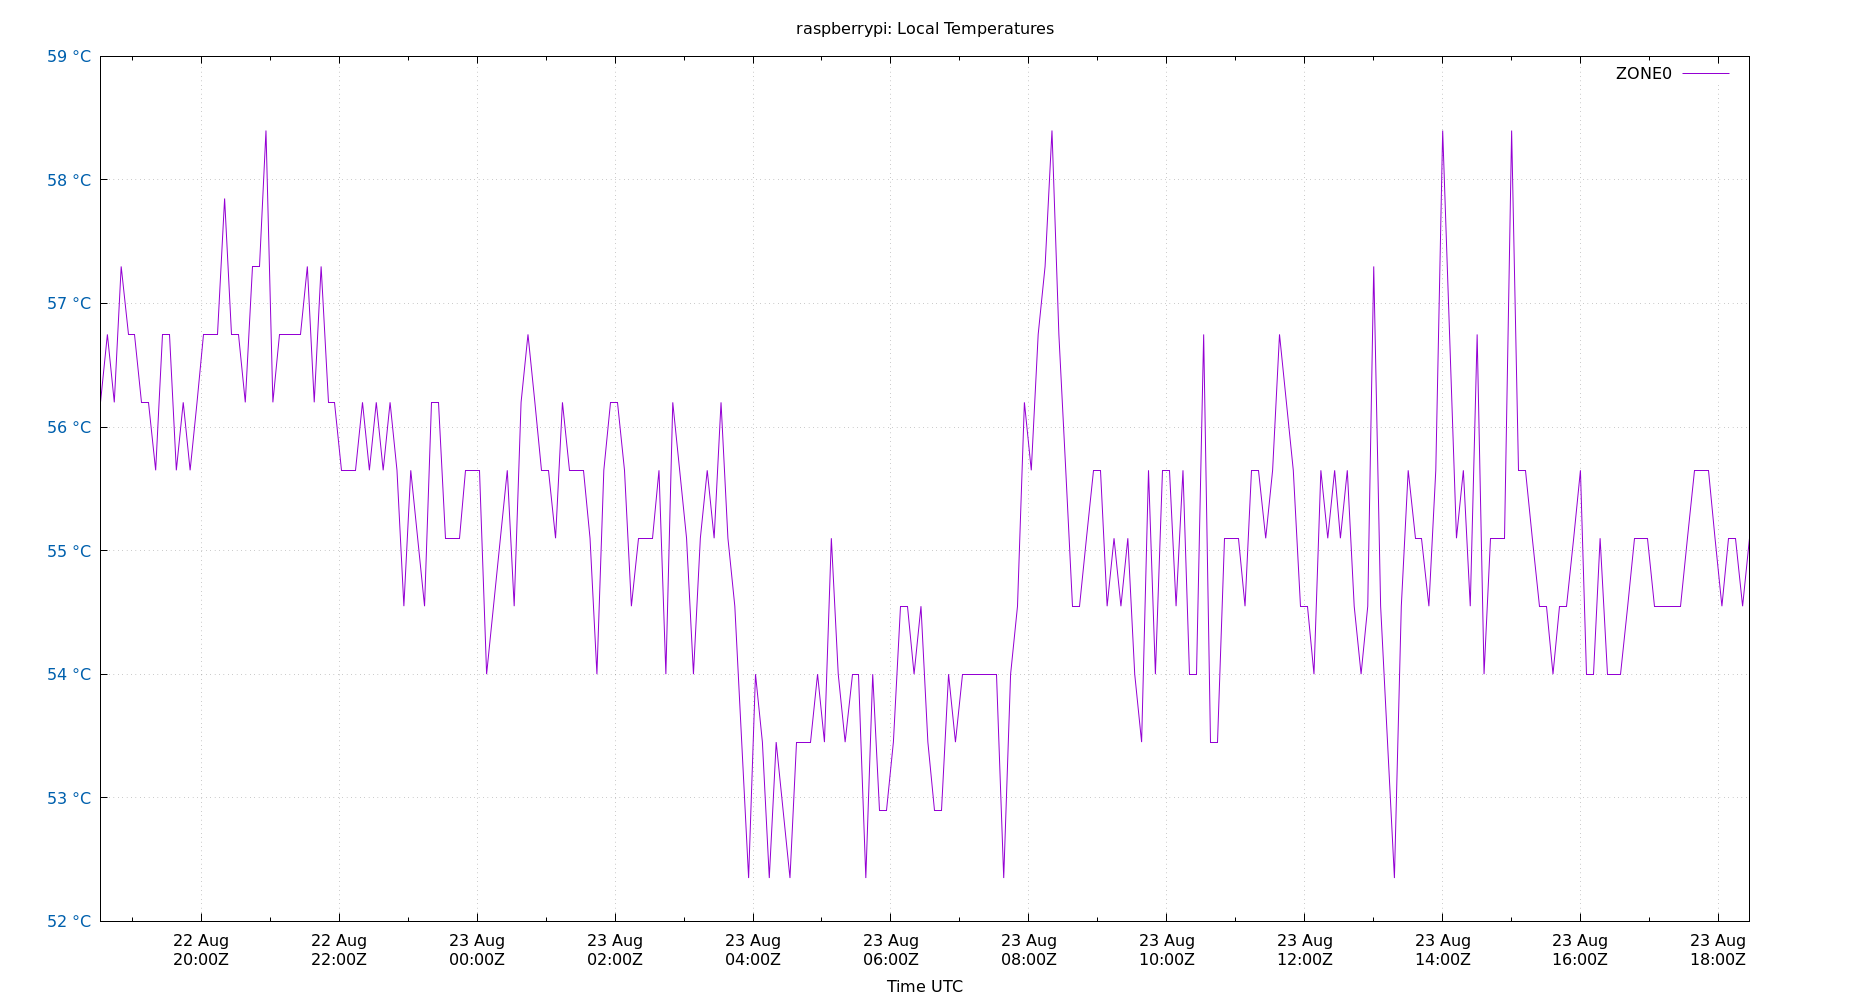 raspberrypi: Local Temperatures
ZONE0
59 °C
58 °C
57 °C
56 °C
55 °C
54 °C
53 °C
52 °C
22 Aug 22 Aug 23 Aug 23 Aug 23 Aug 23 Aug 23 Aug 23 Aug 23 Aug 23 Aug 23 Aug 23 Aug
20:00Z 22:00Z 00:00Z 02:00Z 04:00Z 06:00Z 08:00Z 10:00Z 12:00Z 14:00Z 16:00Z 18:00Z
Time UTC